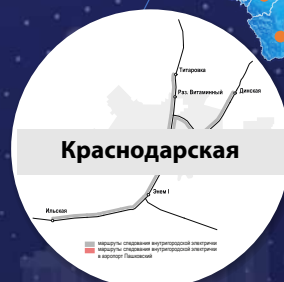 Титаровка
Раз. Витаминный
Динская
Краснодарская
Энем I
Ильская
маршруты следования внутригородской электрички
маршруты следования внутригородской электрички
в аэропорт Пашковский